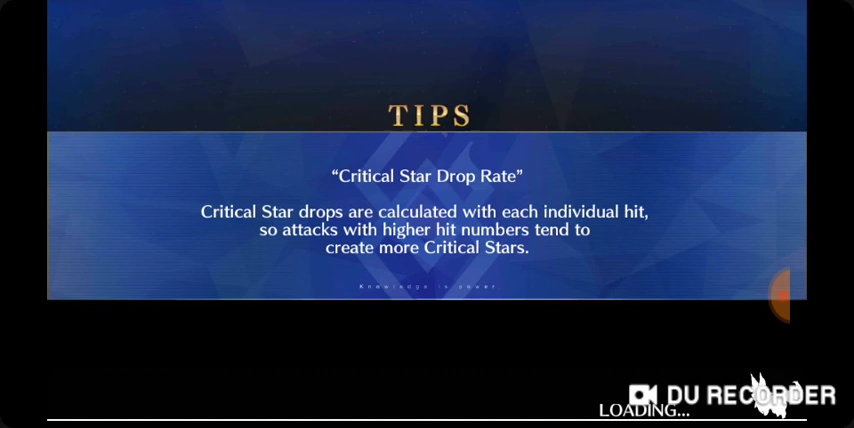 TIPS
“Critical Star Drop Rate”
Critical Star drops are calculated with each individual hit,
so attacks with higher hit numbers tend to
create more Critical Stars.
Knowledge is power
DU RECORDER
LOADING...